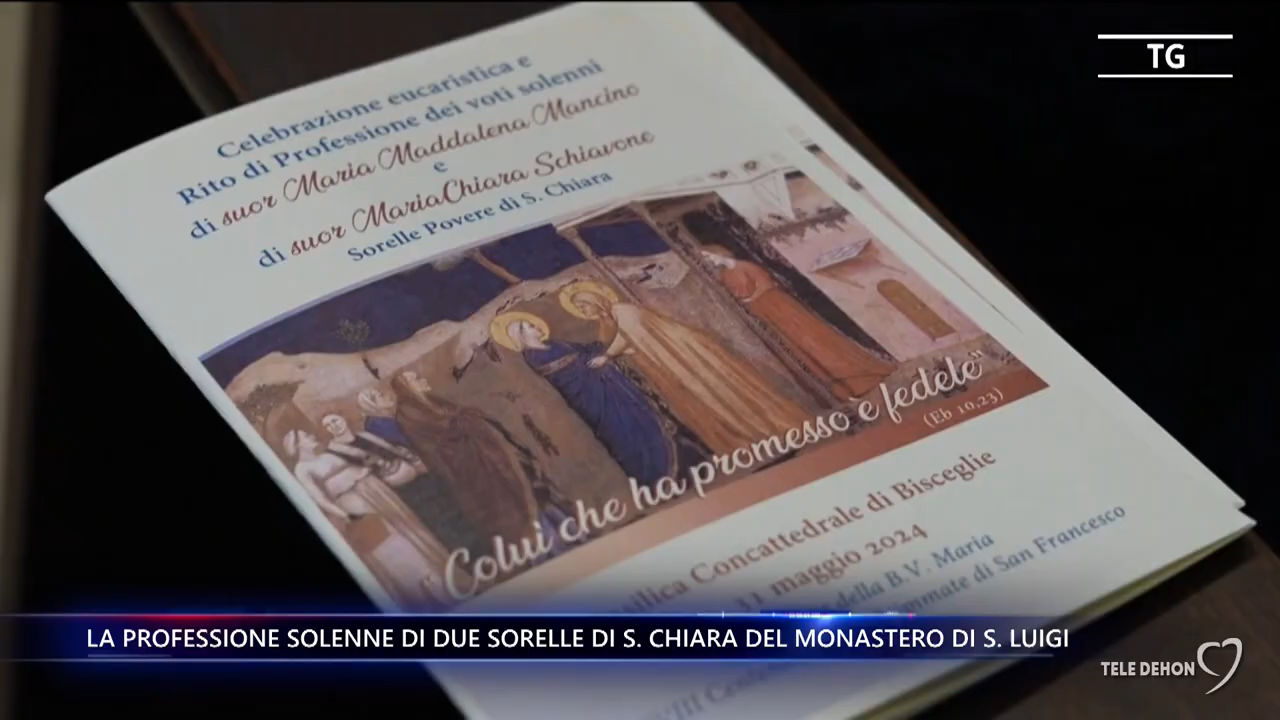 TG
Celebrazione eucaristica e
Rito di Professione dei voti solenni
di suor Maria Maddalena Mancino
e
di suor MariaChiara Schiavone
Sorelle Povere di S. Chiara
"Colui che ha promesso è fedele"
(Eb 10,23)
Concattedrale di Bisceglie
maggio 2024
della B.V. Maria
di San Francesco
LA PROFESSIONE SOLENNE DI DUE SORELLE DI S. CHIARA DEL MONASTERO DI S. LUIGI
TELE DEHON